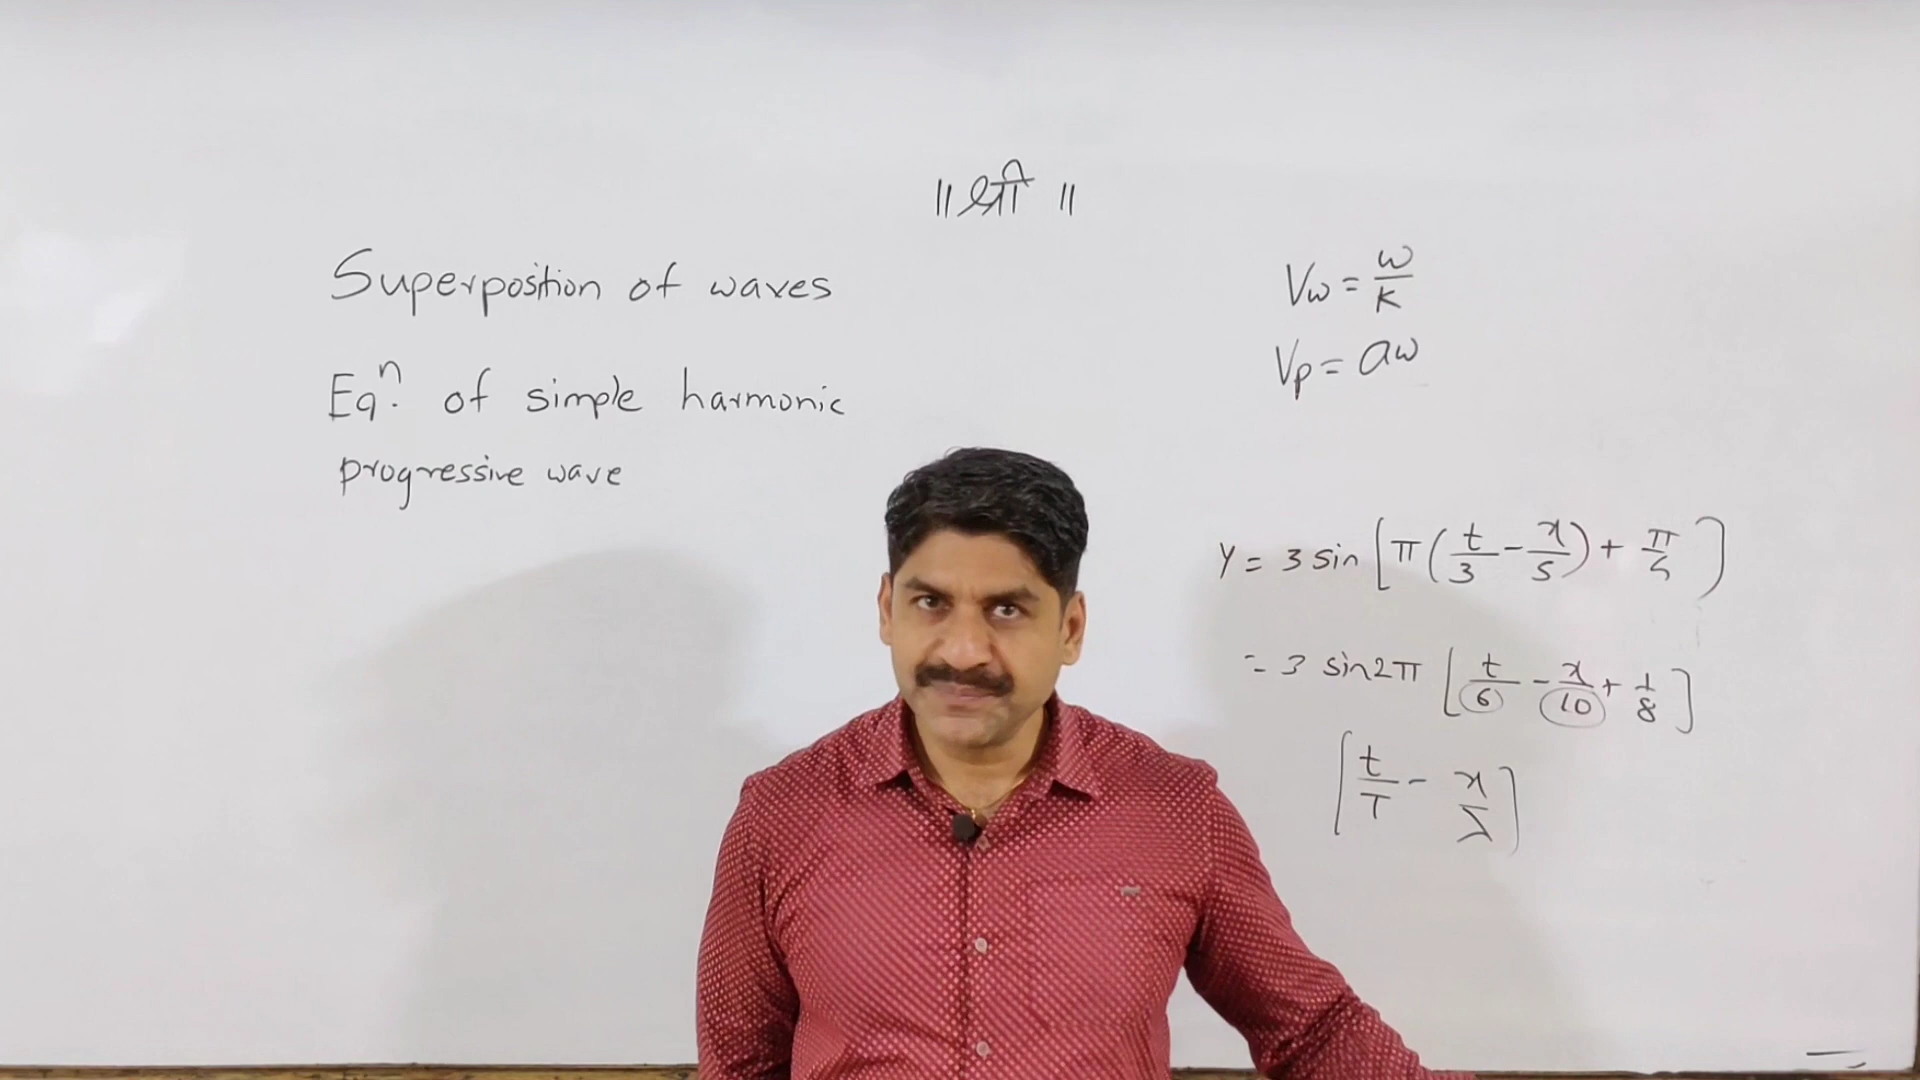 ॥ श्री ॥
Superposition of waves
Eqⁿ. of simple harmonic
progressive wave
Vw = ω/K
Vp = aω
Y = 3 sin [π(t/3 - x/5) + π/4]
= 3 sin2π [t/6 - x/10 + 1/8]
[t/T - x/λ]